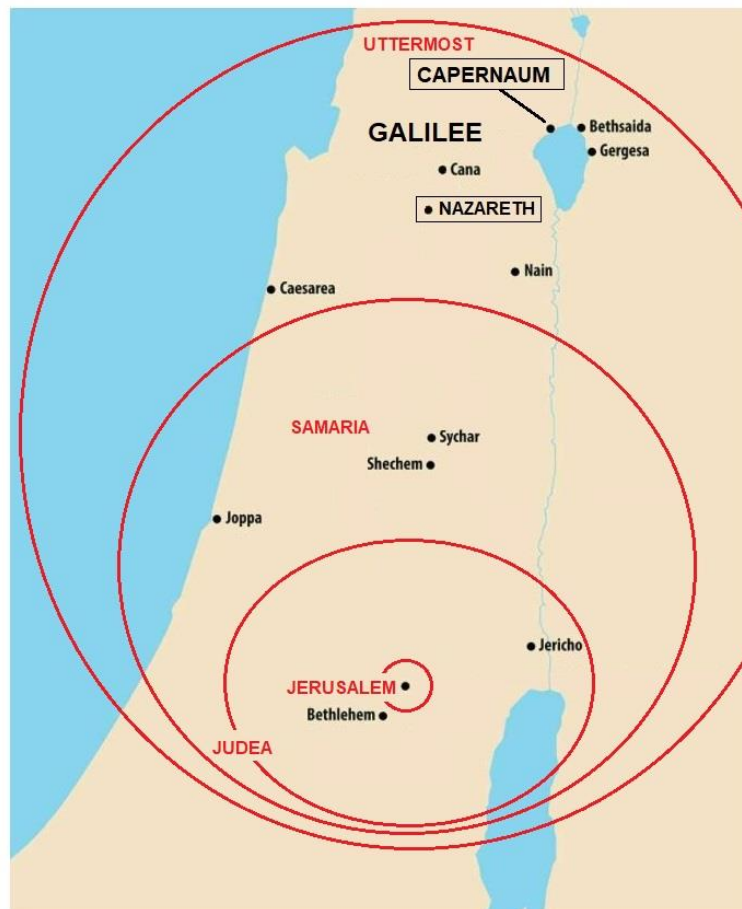 UTTERMOST
CAPERNAUM
GALILEE
Bethsaida
Gergesa
Cana
NAZARETH
Nain
Caesarea
SAMARIA
Sychar
Shechem
Joppa
Jericho
JERUSALEM
Bethlehem
JUDEA